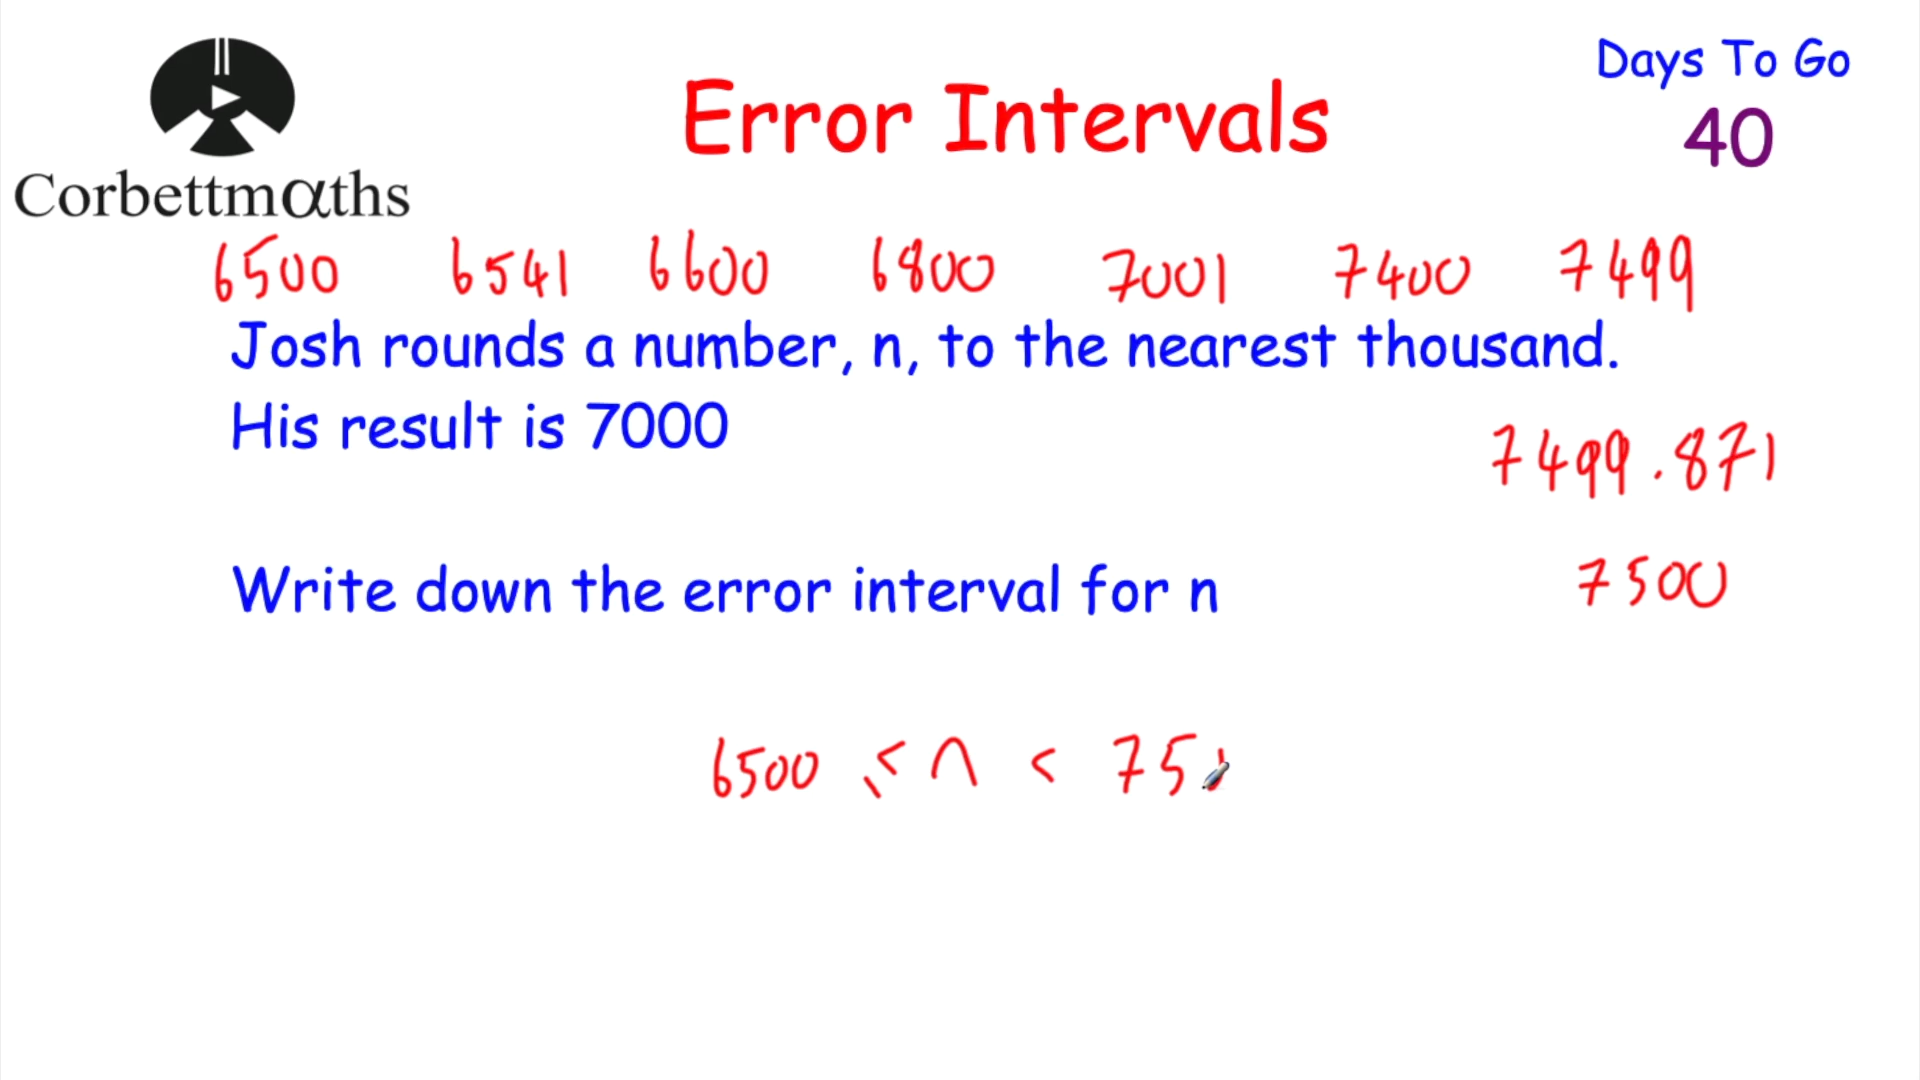 Days To Go
40
Error Intervals
Corbettmαths
6500 6541 6600 6800 7001 7400 7499
Josh rounds a number, n, to the nearest thousand.
His result is 7000
7499.871
7500
Write down the error interval for n
6500 ≤ n < 75